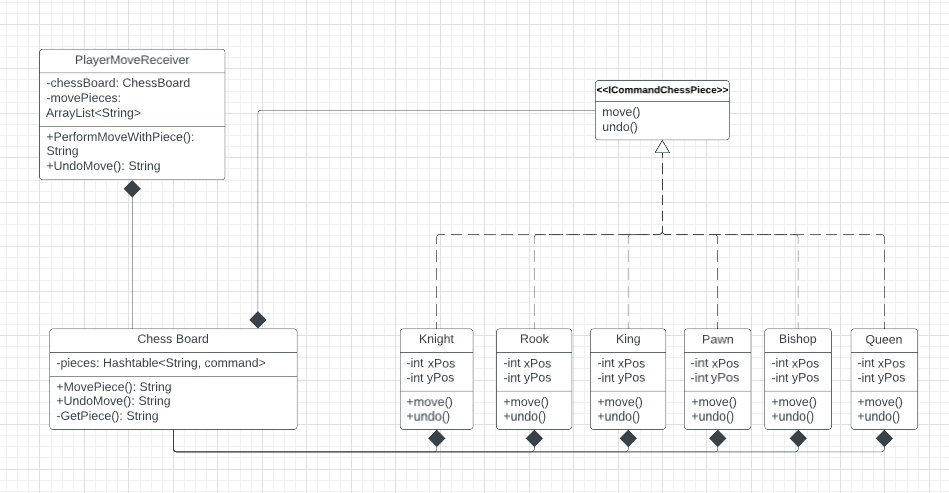 PlayerMoveReceiver
-chessBoard: ChessBoard
-movePieces:
ArrayList<String>
+PerformMoveWithPiece():
String
+UndoMove(): String
<<ICommandChessPiece>>
move()
undo()
Chess Board
-pieces: Hashtable<String, command>
+MovePiece(): String
+UndoMove(): String
-GetPiece(): String
Knight
-int xPos
-int yPos
+move()
+undo()
Rook
-int xPos
-int yPos
+move()
+undo()
King
-int xPos
-int yPos
+move()
+undo()
Pawn
-int xPos
-int yPos
+move()
+undo()
Bishop
-int xPos
-int yPos
+move()
+undo()
Queen
-int xPos
-int yPos
+move()
+undo()